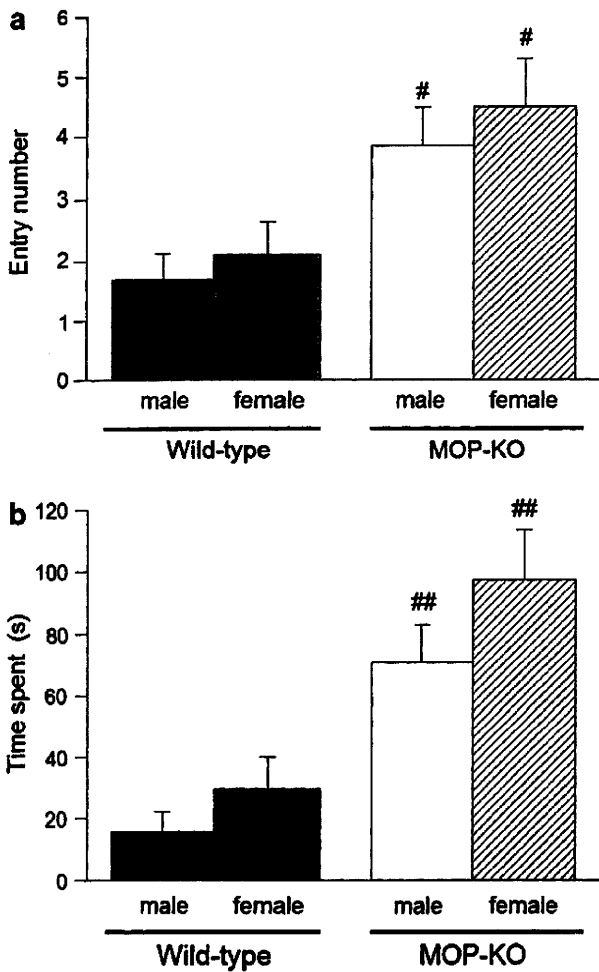 a
Entry number
6
5
4
3
2
1
0
#
#
male female male female
Wild-type MOP-KO
b
Time spent (s)
120
100
80
60
40
20
0
##
##
male female male female
Wild-type MOP-KO